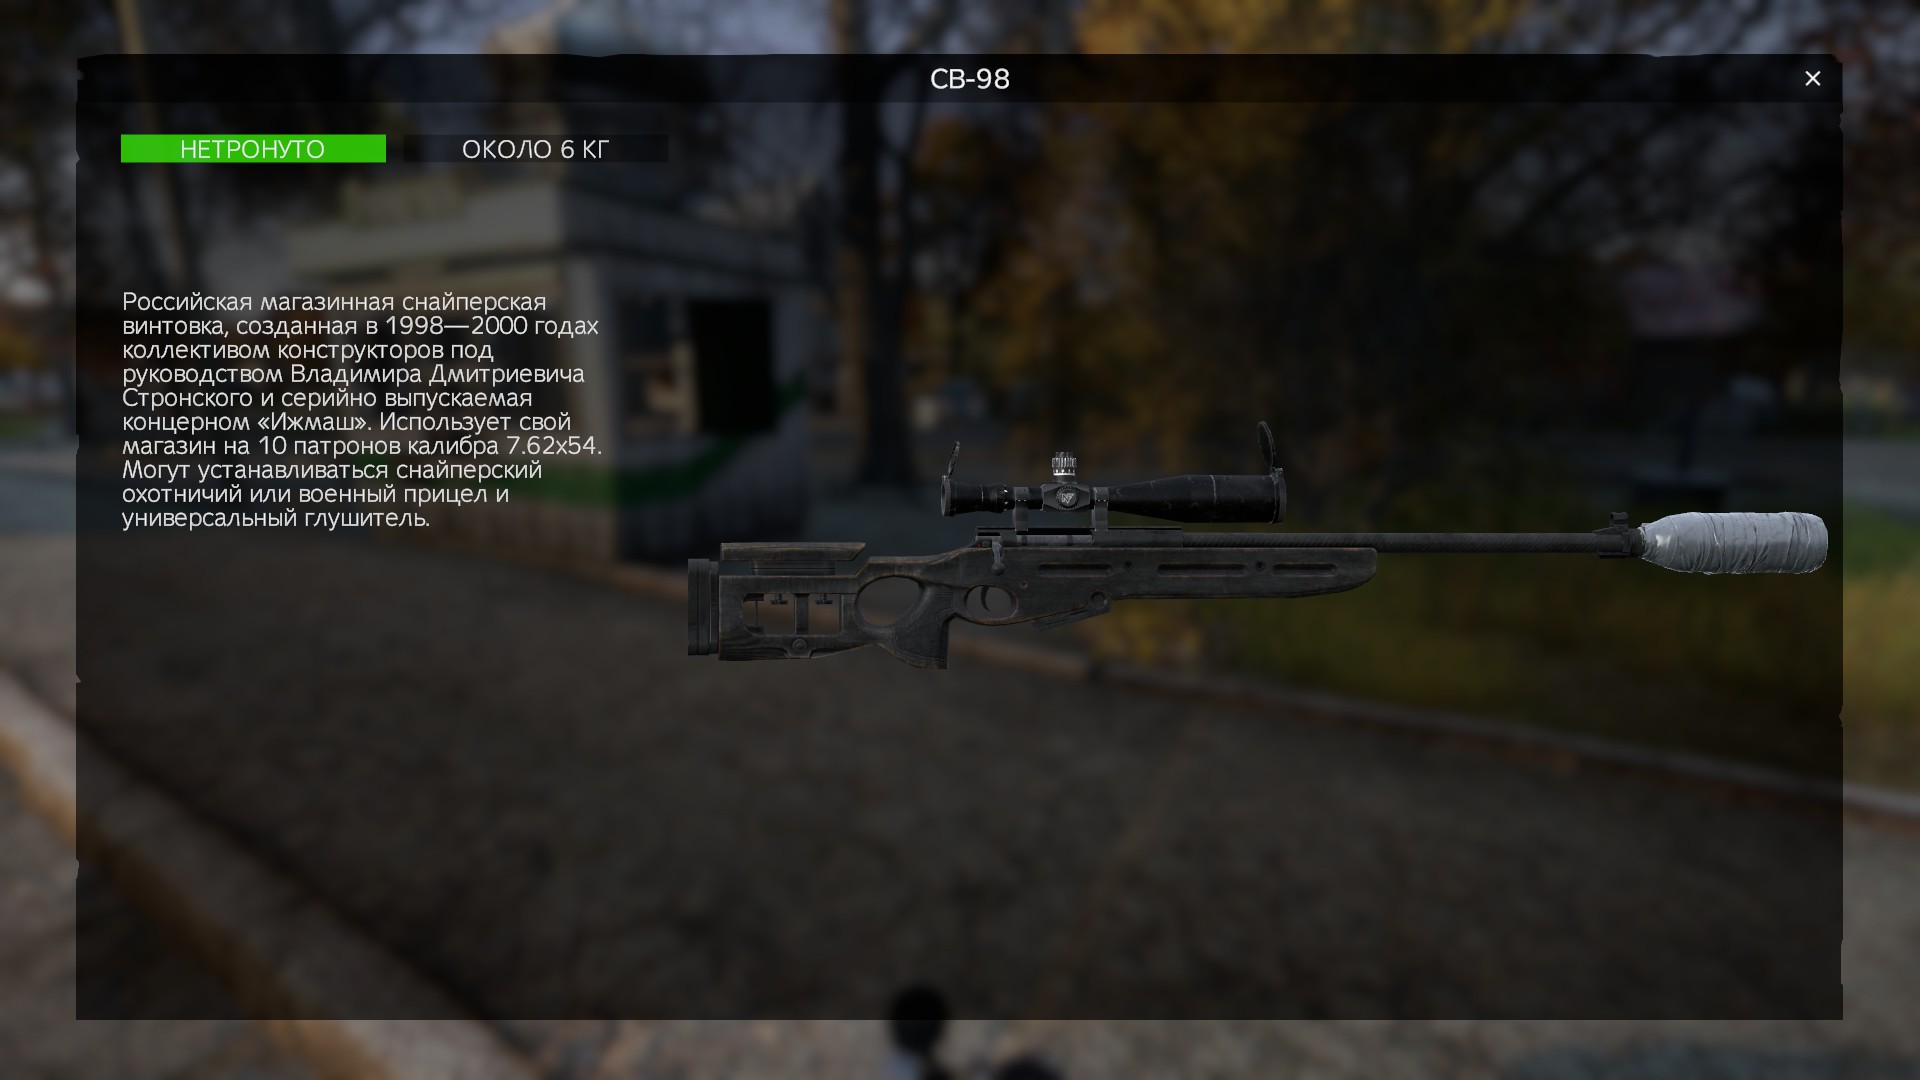 СВ-98
НЕТРОНУТО
ОКОЛО 6 КГ
Российская магазинная снайперская
винтовка, созданная в 1998—2000 годах
коллективом конструкторов под
руководством Владимира Дмитриевича
Стронского и серийно выпускаемая
концерном «Ижмаш». Использует свой
магазин на 10 патронов калибра 7.62x54.
Могут устанавливаться снайперский
охотничий или военный прицел и
универсальный глушитель.